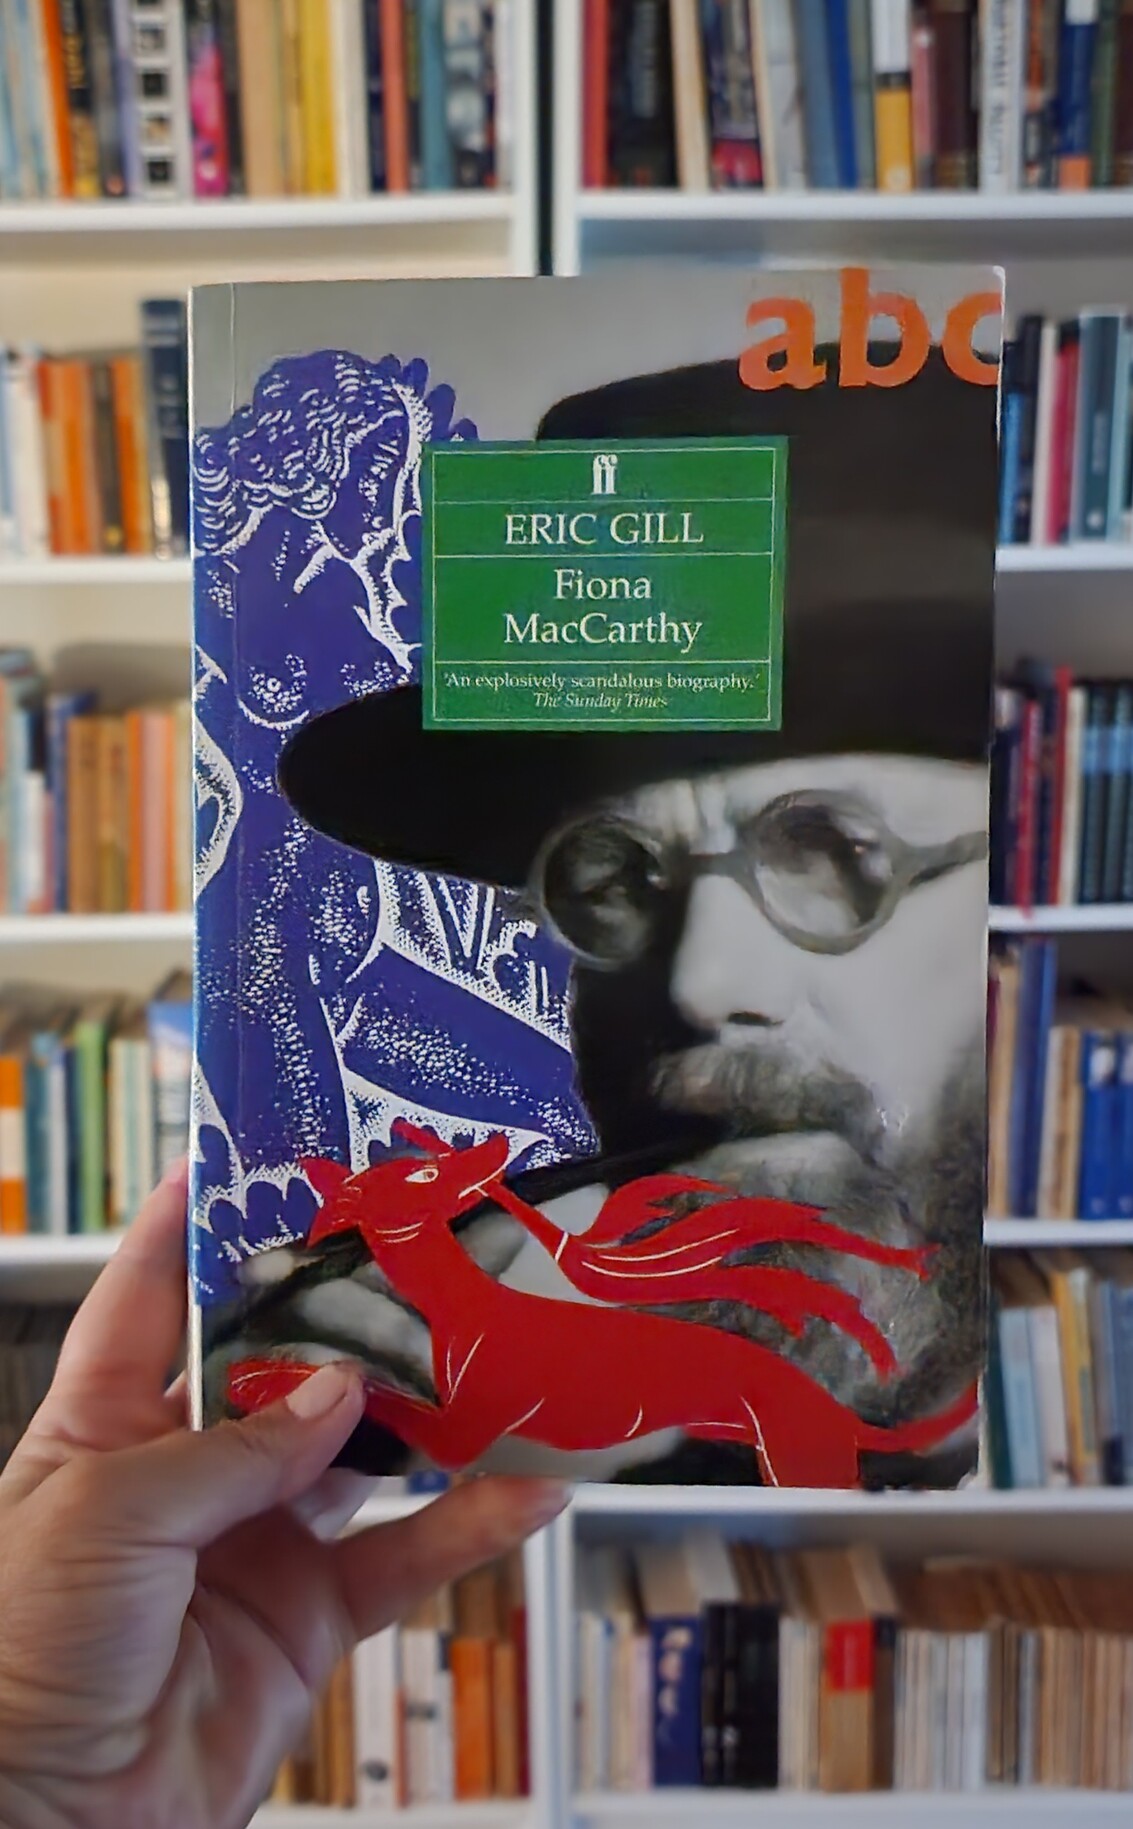 abc
ff
ERIC GILL
Fiona
MacCarthy
'An explosively scandalous biography.'
The Sunday Times